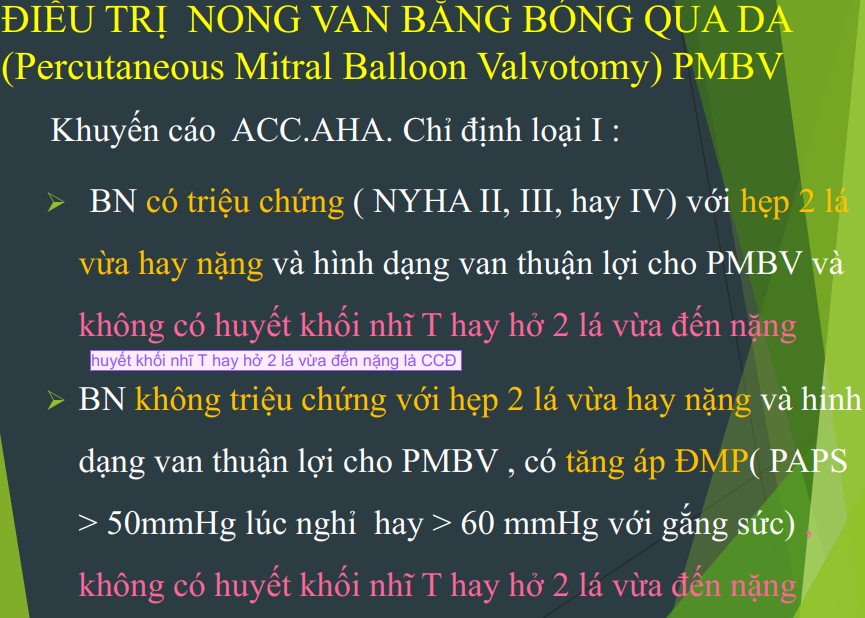 ĐIỀU TRỊ NONG VAN BẰNG BÓNG QUA DA
(Percutaneous Mitral Balloon Valvotomy) PMBV
Khuyến cáo ACC.AHA. Chỉ định loại I :
BN có triệu chứng ( NYHA II, III, hay IV) với hẹp 2 lá
vừa hay nặng và hình dạng van thuận lợi cho PMBV và
không có huyết khối nhĩ T hay hở 2 lá vừa đến nặng
huyết khối nhĩ T hay hở 2 lá vừa đến nặng là CCĐ
BN không triệu chứng với hẹp 2 lá vừa hay nặng và hinh
dạng van thuận lợi cho PMBV , có tăng áp ĐMP( PAPS
> 50mmHg lúc nghỉ hay > 60 mmHg với gắng sức) ,
không có huyết khối nhĩ T hay hở 2 lá vừa đến nặng